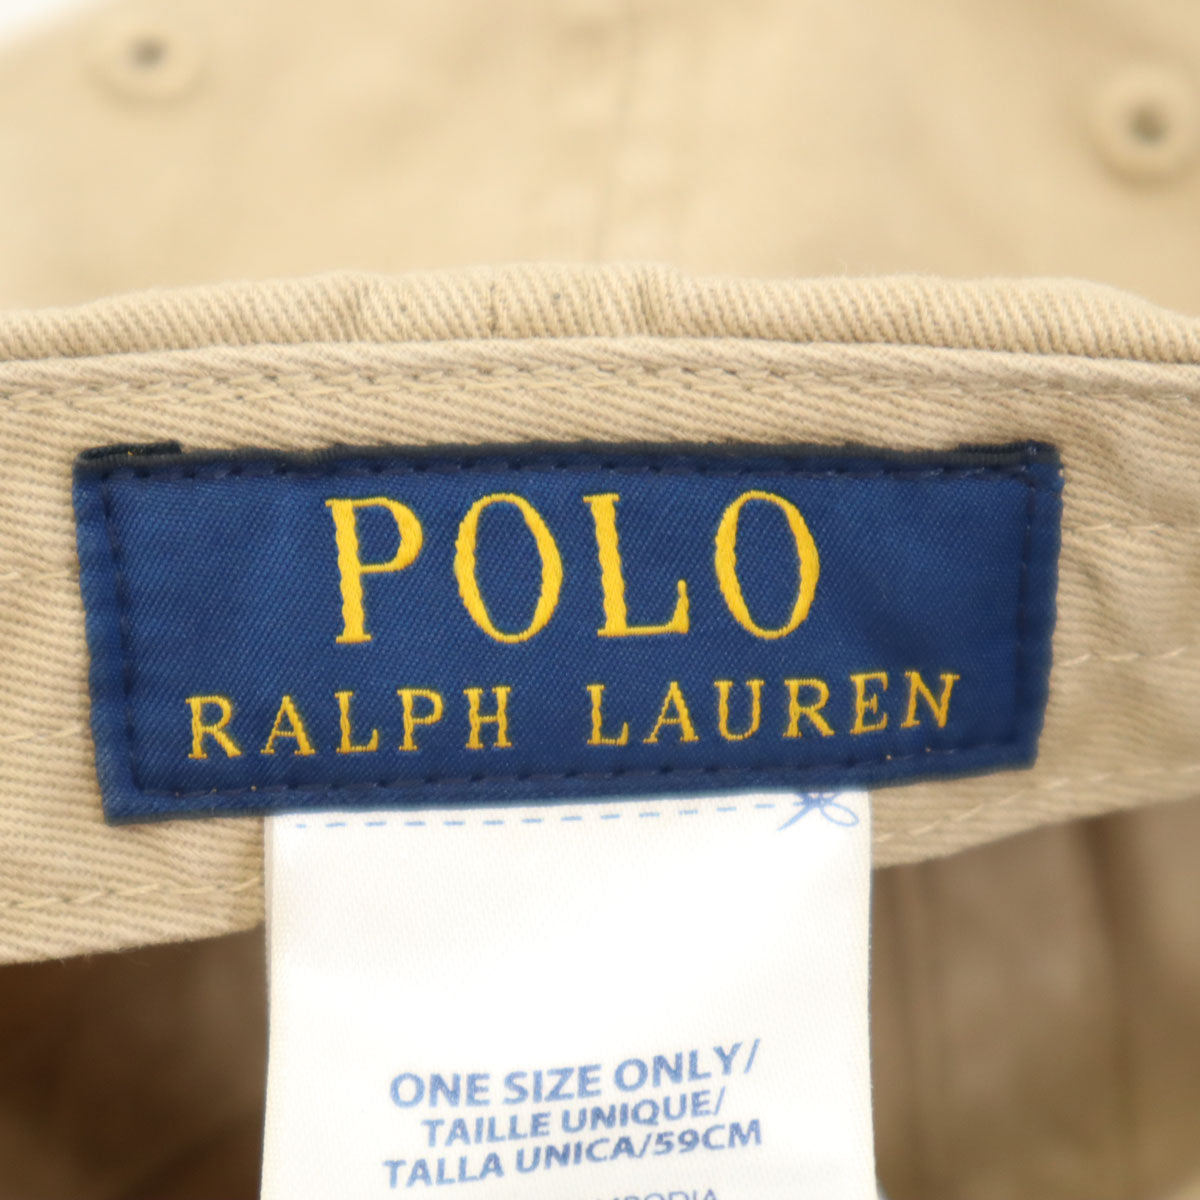 POLO
RALPH LAUREN
ONE SIZE ONLY/
TAILLE UNIQUE/
TALLA UNICA/59CM